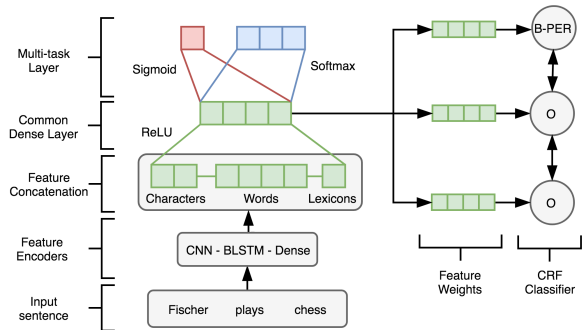 Multi-task
Layer
Sigmoid
Softmax
B-PER
Common
Dense Layer
O
ReLU
Feature
Concatenation
Characters Words Lexicons
O
Feature
Encoders
CNN - BLSTM - Dense
Feature
Weights
CRF
Classifier
Input
sentence
Fischer plays chess